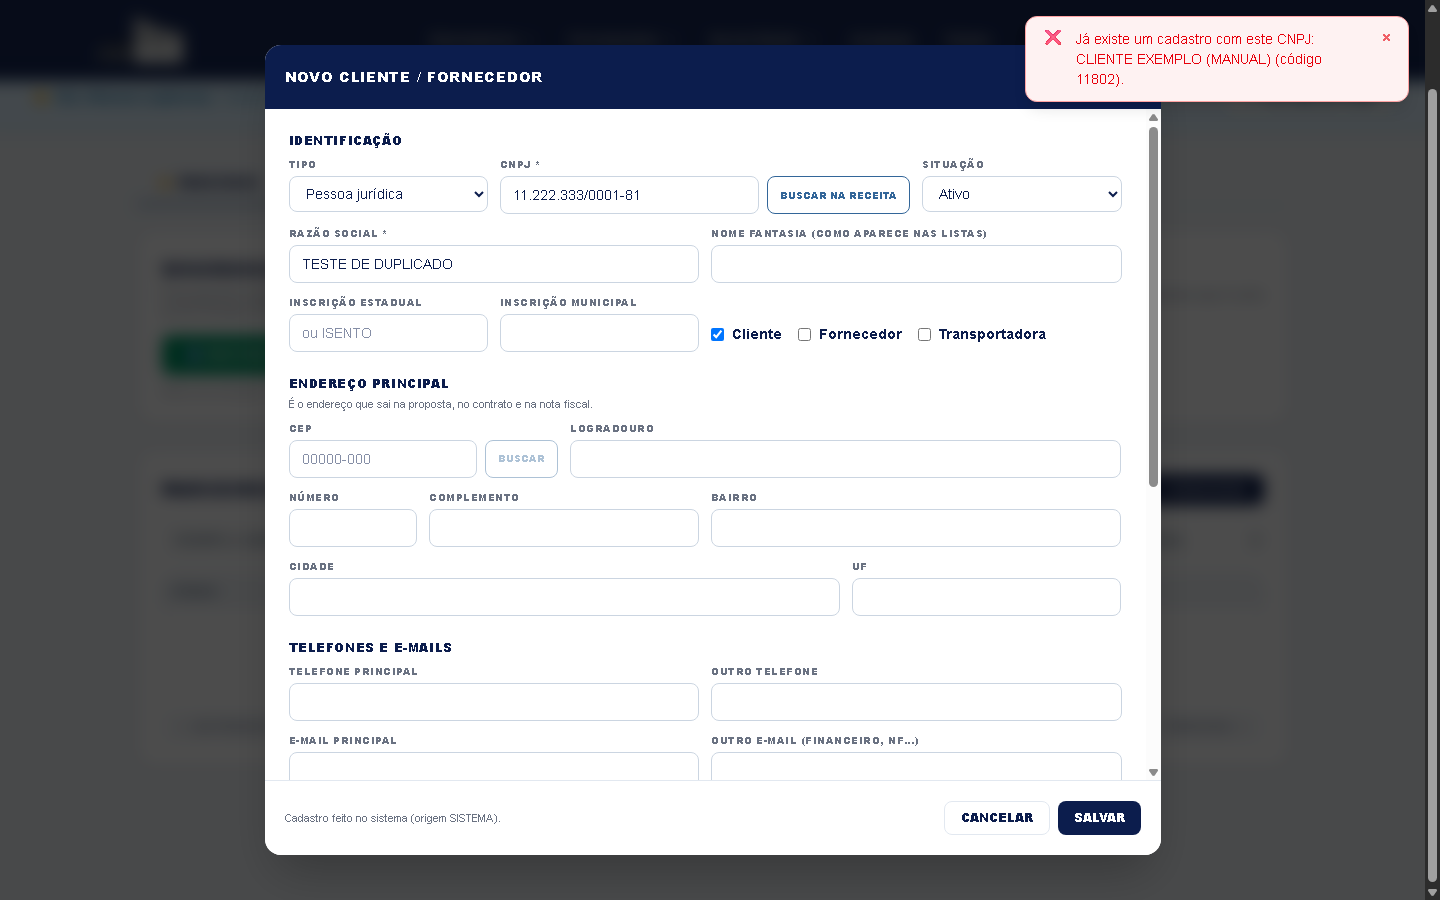 Já existe um cadastro com este CNPJ:
CLIENTE EXEMPLO (MANUAL) (código
11802).
NOVO CLIENTE / FORNECEDOR
IDENTIFICAÇÃO
TIPO
CNPJ *
SITUAÇÃO
Pessoa jurídica
11.222.333/0001-81
BUSCAR NA RECEITA
Ativo
RAZÃO SOCIAL *
NOME FANTASIA (COMO APARECE NAS LISTAS)
TESTE DE DUPLICADO
INSCRIÇÃO ESTADUAL
INSCRIÇÃO MUNICIPAL
ou ISENTO
Cliente
Fornecedor
Transportadora
ENDEREÇO PRINCIPAL
É o endereço que sai na proposta, no contrato e na nota fiscal.
CEP
LOGRADOURO
00000-000
BUSCAR
NÚMERO
COMPLEMENTO
BAIRRO
CIDADE
UF
TELEFONES E E-MAILS
TELEFONE PRINCIPAL
OUTRO TELEFONE
E-MAIL PRINCIPAL
OUTRO E-MAIL (FINANCEIRO, NF...)
Cadastro feito no sistema (origem SISTEMA).
CANCELAR
SALVAR